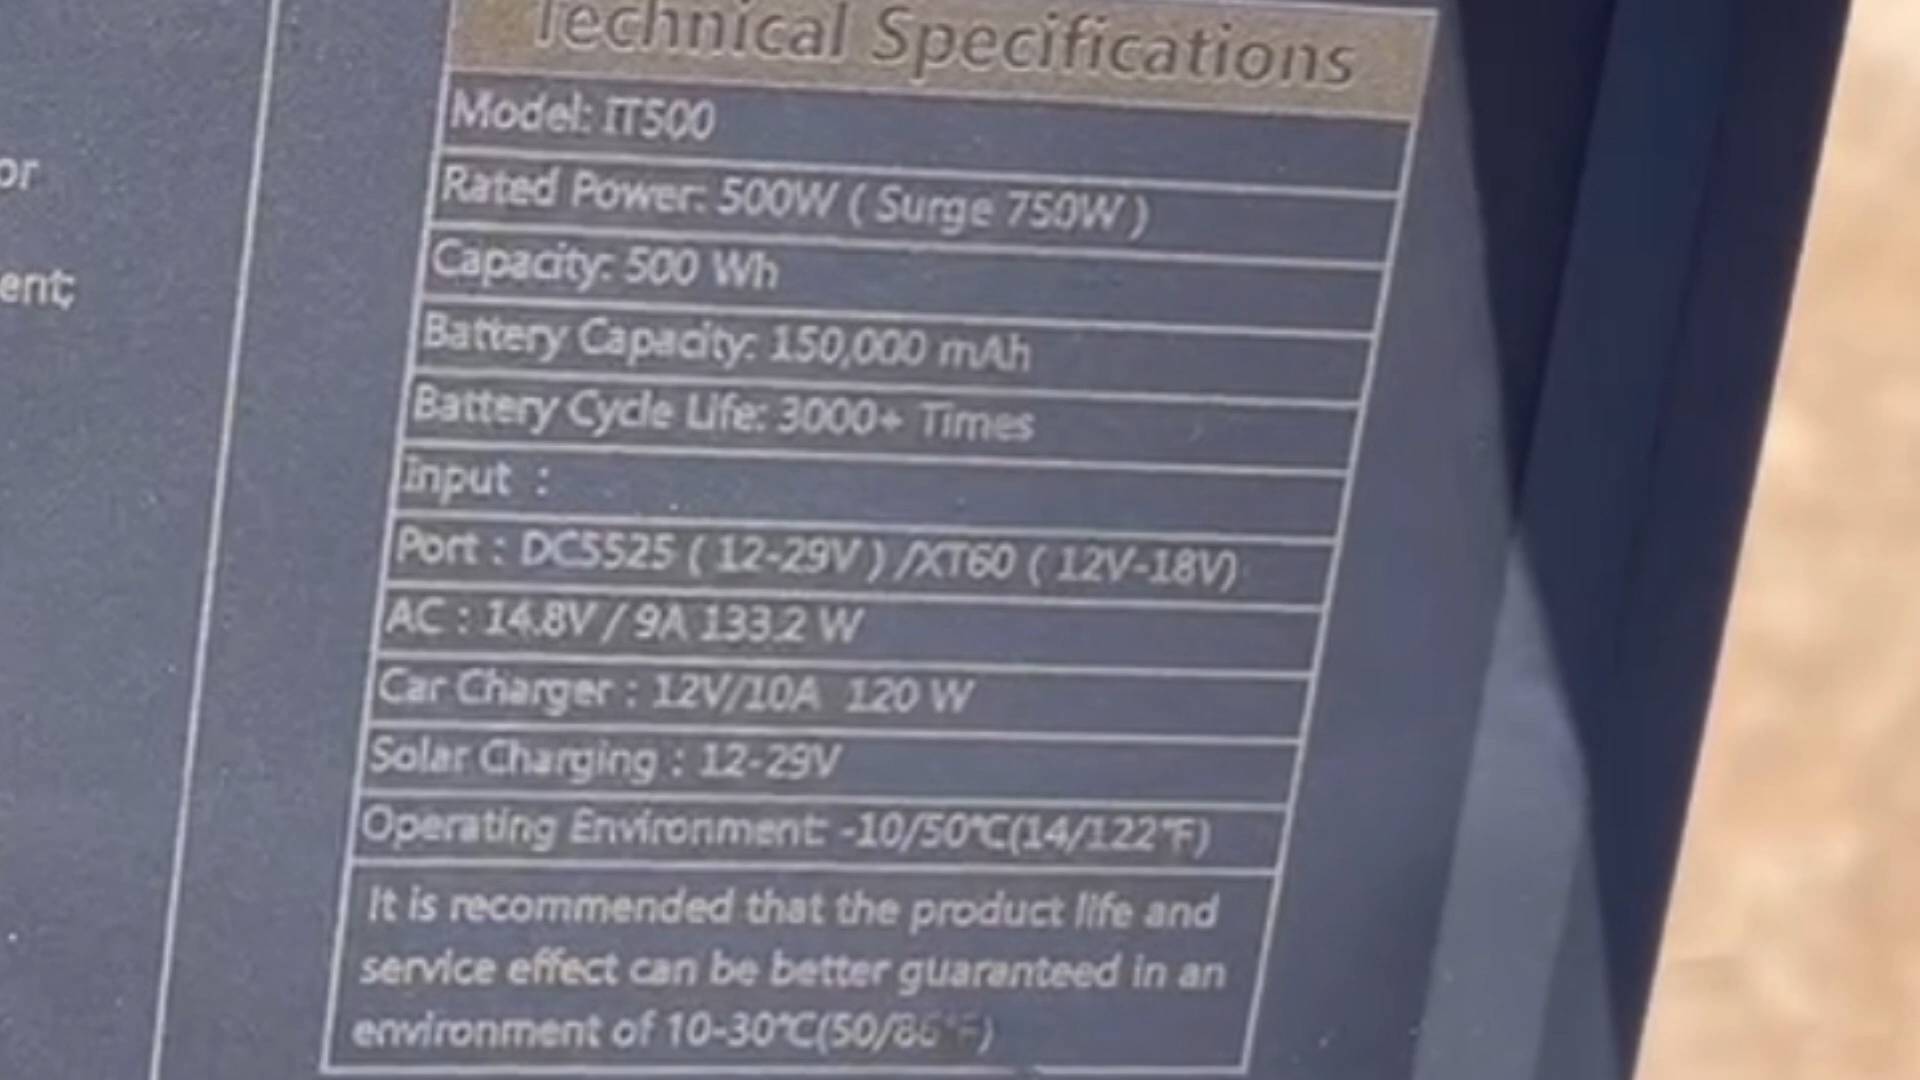 Technical Specifications
Model: IT500
Rated Power: 500W ( Surge 750W )
Capacity: 500 Wh
Battery Capacity: 150,000 mAh
Battery Cycle Life: 3000+ Times
Input :
Port : DC5525 ( 12-29V ) /XT60 ( 12V-18V)
AC : 14.8V / 9A 133.2 W
Car Charger : 12V/10A 120 W
Solar Charging : 12-29V
Operating Environment: -10/50℃(14/122℉)
It is recommended that the product life and
service effect can be better guaranteed in an
environment of 10-30℃(50/86℉)
or
ent;